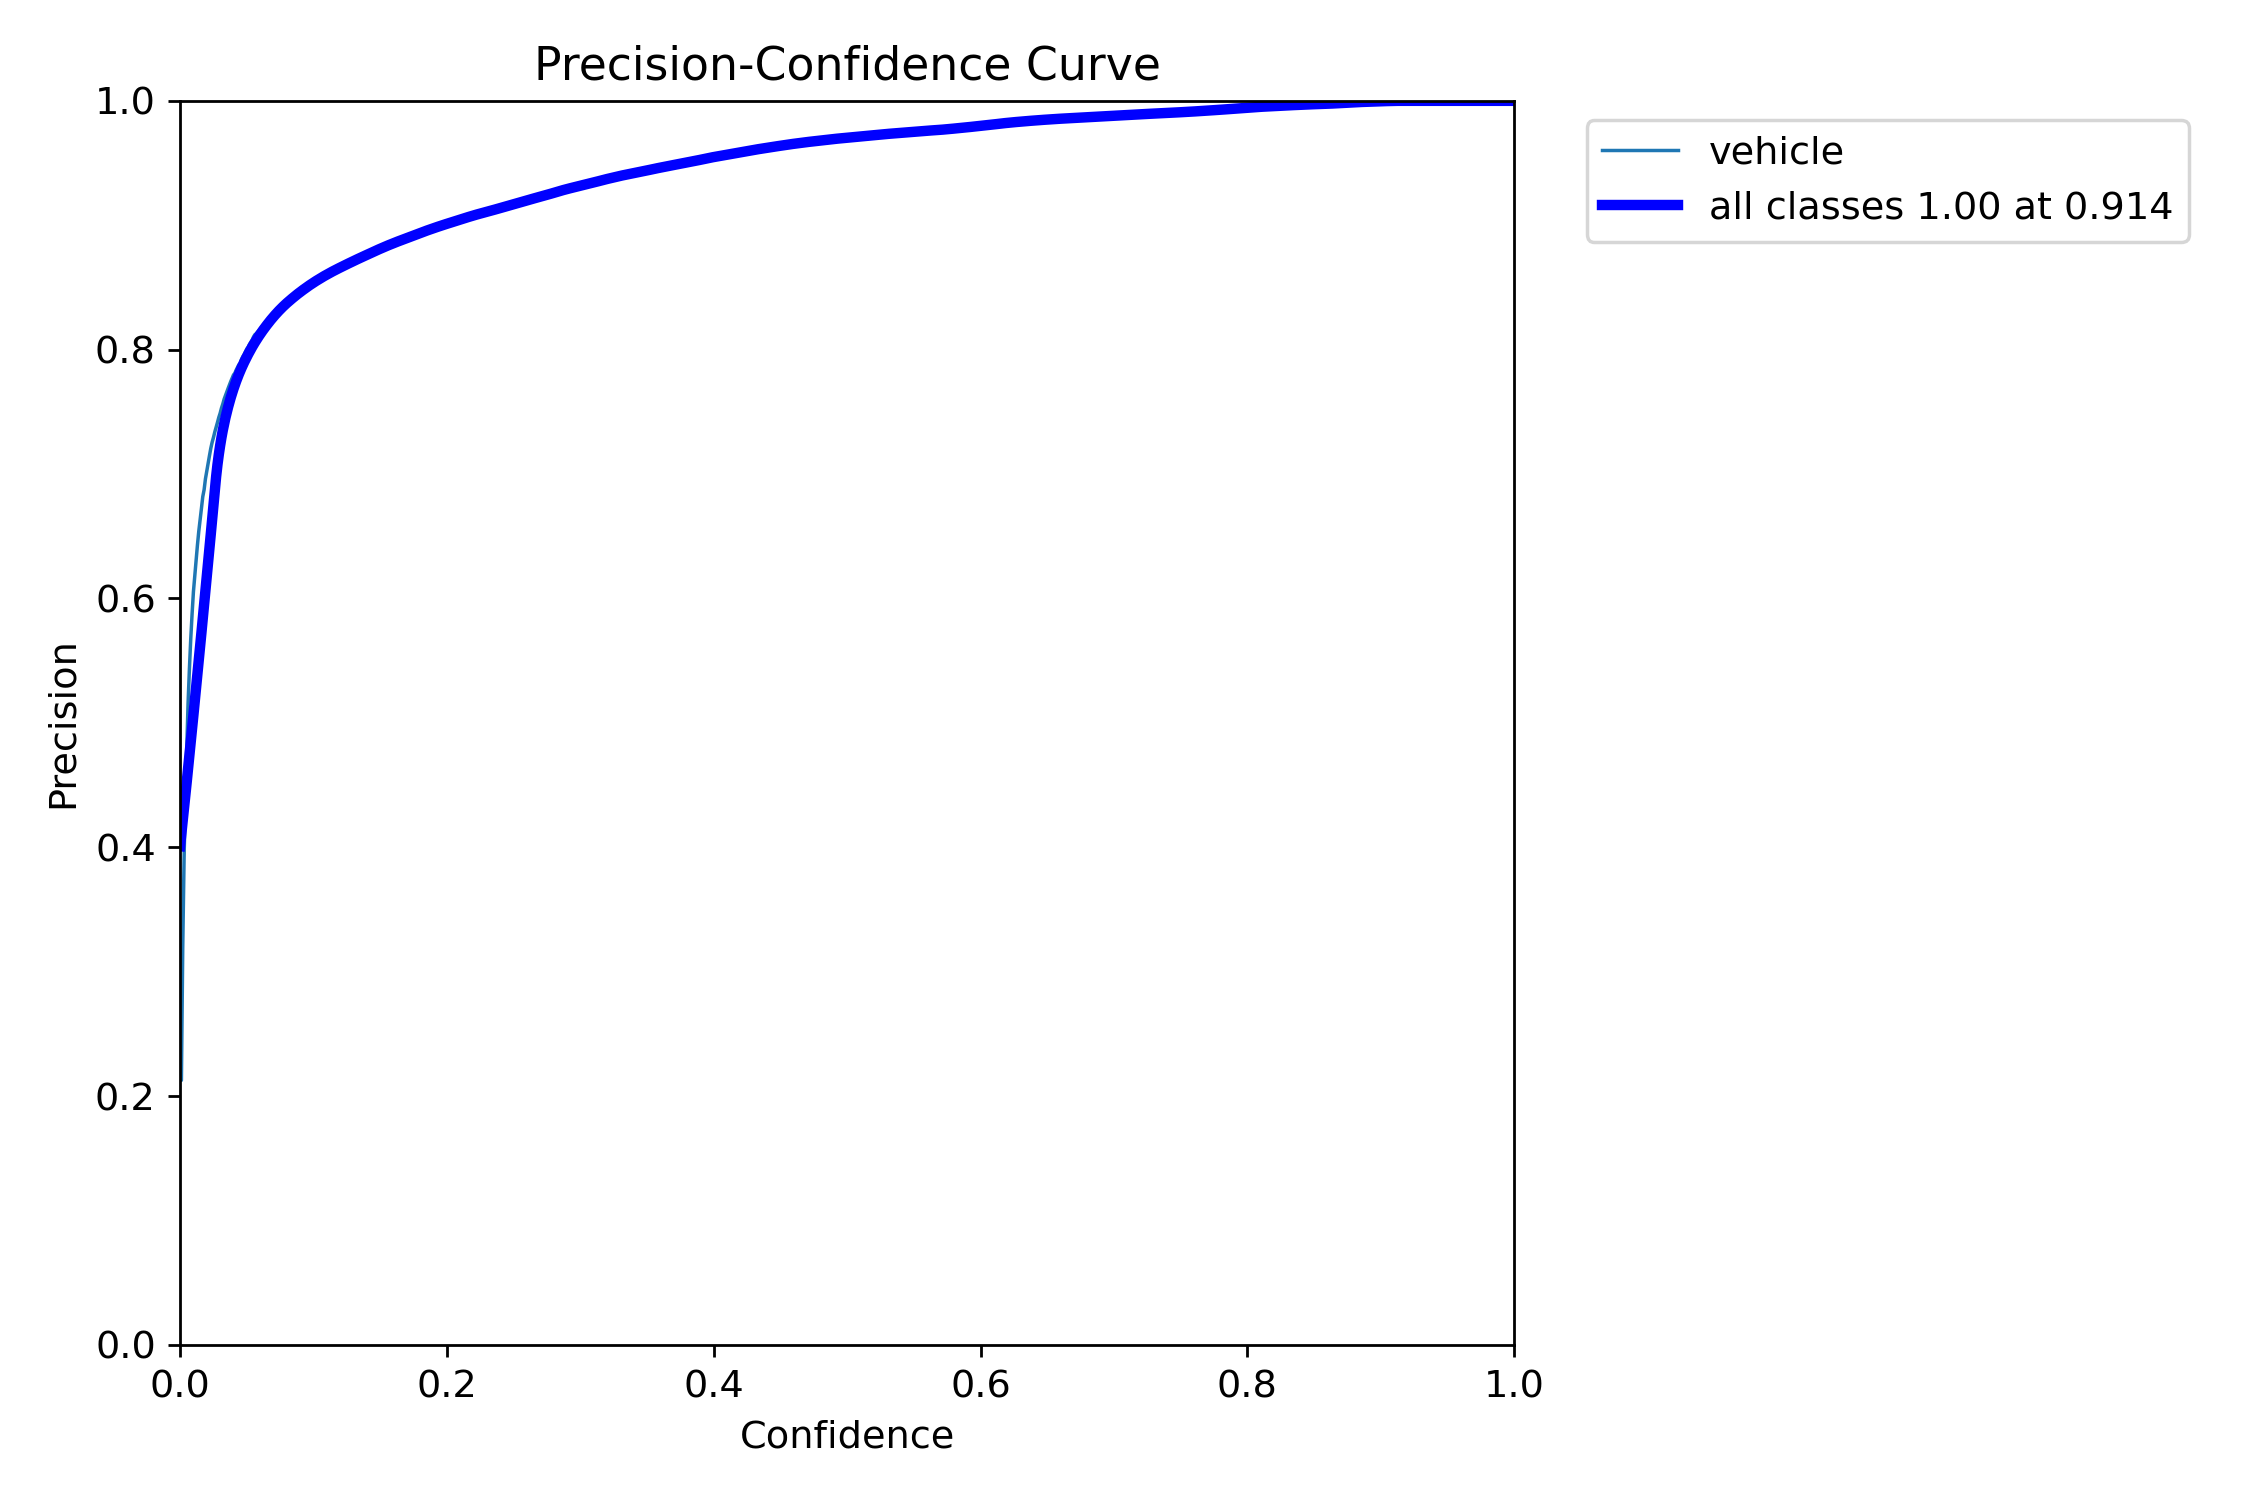 Precision-Confidence Curve
vehicle
all classes 1.00 at 0.914
Precision
1.0
0.8
0.6
0.4
0.2
0.0
0.0 0.2 0.4 0.6 0.8 1.0
Confidence